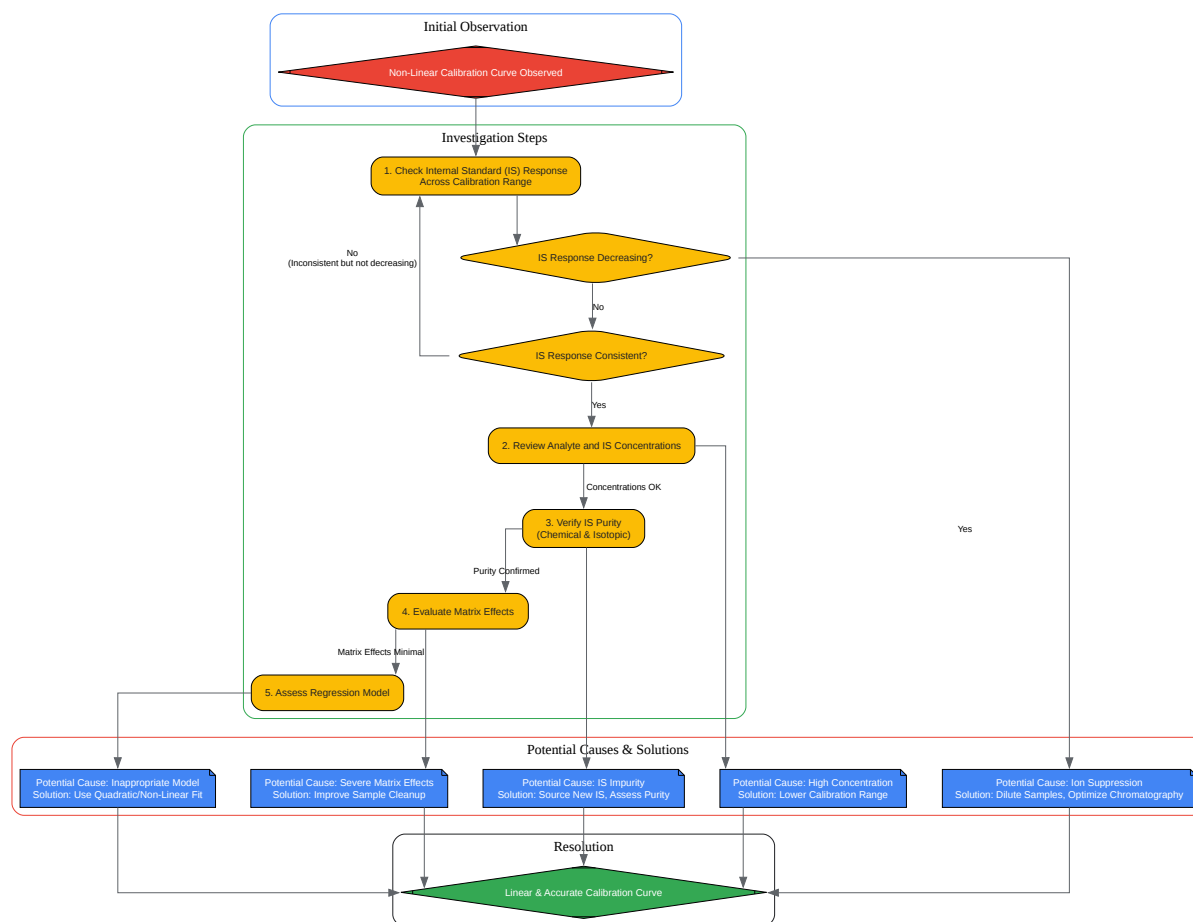 Initial Observation
Non-Linear Calibration Curve Observed
Investigation Steps
1. Check Internal Standard (IS) Response
Across Calibration Range
No
(Inconsistent but not decreasing)
IS Response Decreasing?
No
IS Response Consistent?
Yes
2. Review Analyte and IS Concentrations
Concentrations OK
3. Verify IS Purity
(Chemical & Isotopic)
Yes
Purity Confirmed
4. Evaluate Matrix Effects
Matrix Effects Minimal
5. Assess Regression Model
Potential Causes & Solutions
Potential Cause: Inappropriate Model
Solution: Use Quadratic/Non-Linear Fit
Potential Cause: Severe Matrix Effects
Solution: Improve Sample Cleanup
Potential Cause: IS Impurity
Solution: Source New IS, Assess Purity
Potential Cause: High Concentration
Solution: Lower Calibration Range
Potential Cause: Ion Suppression
Solution: Dilute Samples, Optimize Chromatography
Resolution
Linear & Accurate Calibration Curve